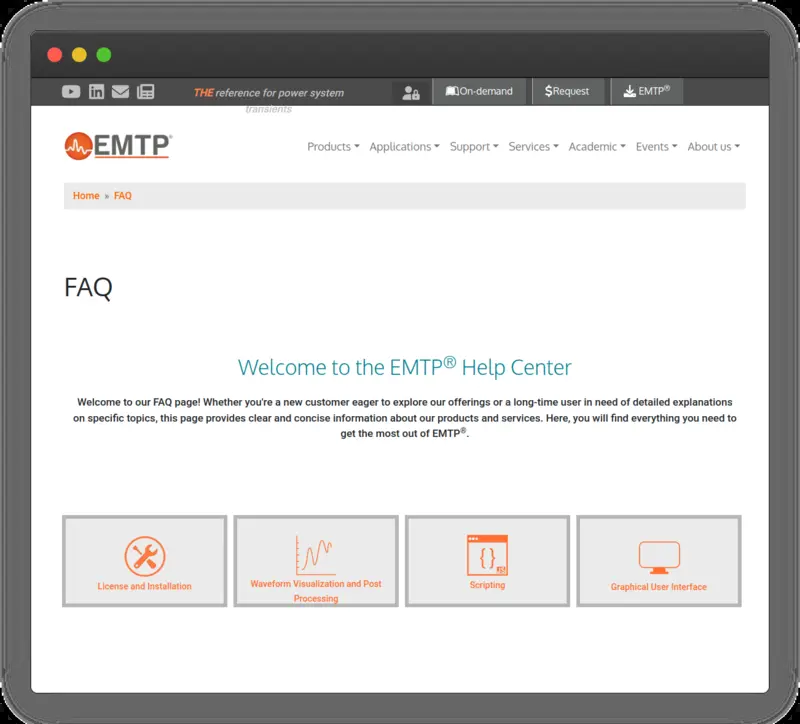 THE reference for power system
transients
On-demand
$Request
EMTP®
EMTP®
Products
Applications
Support
Services
Academic
Events
About us
Home » FAQ
FAQ
Welcome to the EMTP® Help Center
Welcome to our FAQ page! Whether you're a new customer eager to explore our offerings or a long-time user in need of detailed explanations
on specific topics, this page provides clear and concise information about our products and services. Here, you will find everything you need to
get the most out of EMTP®.
License and Installation
Waveform Visualization and Post
Processing
Scripting
Graphical User Interface